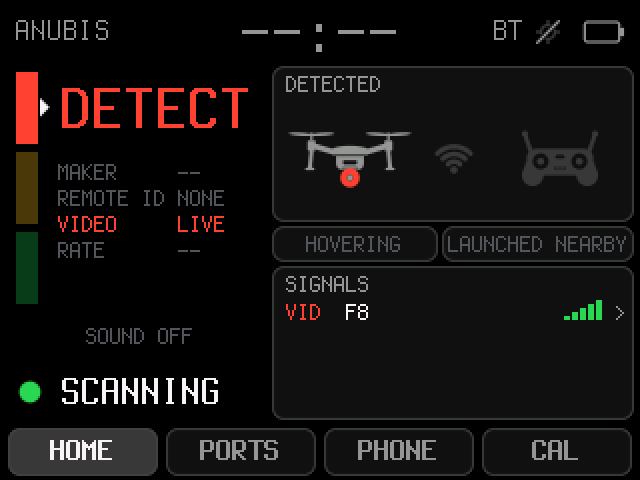 ANUBIS
--:--
BT
DETECT
MAKER --
REMOTE ID NONE
VIDEO LIVE
RATE --
SOUND OFF
SCANNING
DETECTED
HOVERING
LAUNCHED NEARBY
SIGNALS
VID F8 >
HOME
PORTS
PHONE
CAL